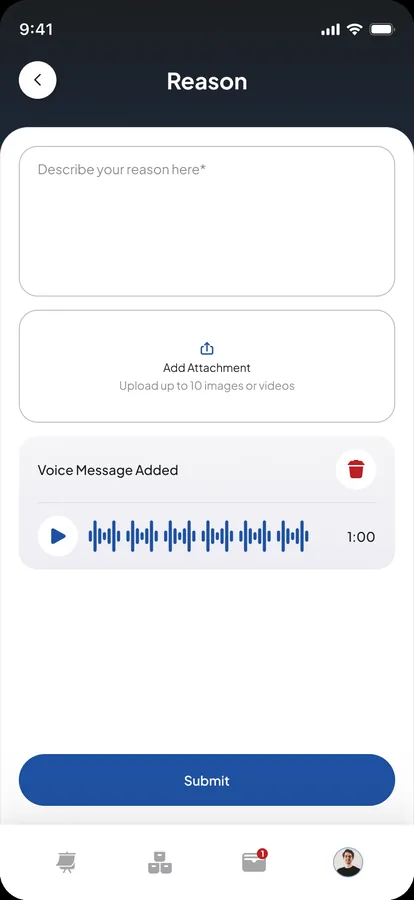 9:41
Reason
Describe your reason here*
Add Attachment
Upload up to 10 images or videos
Voice Message Added
1:00
Submit
1